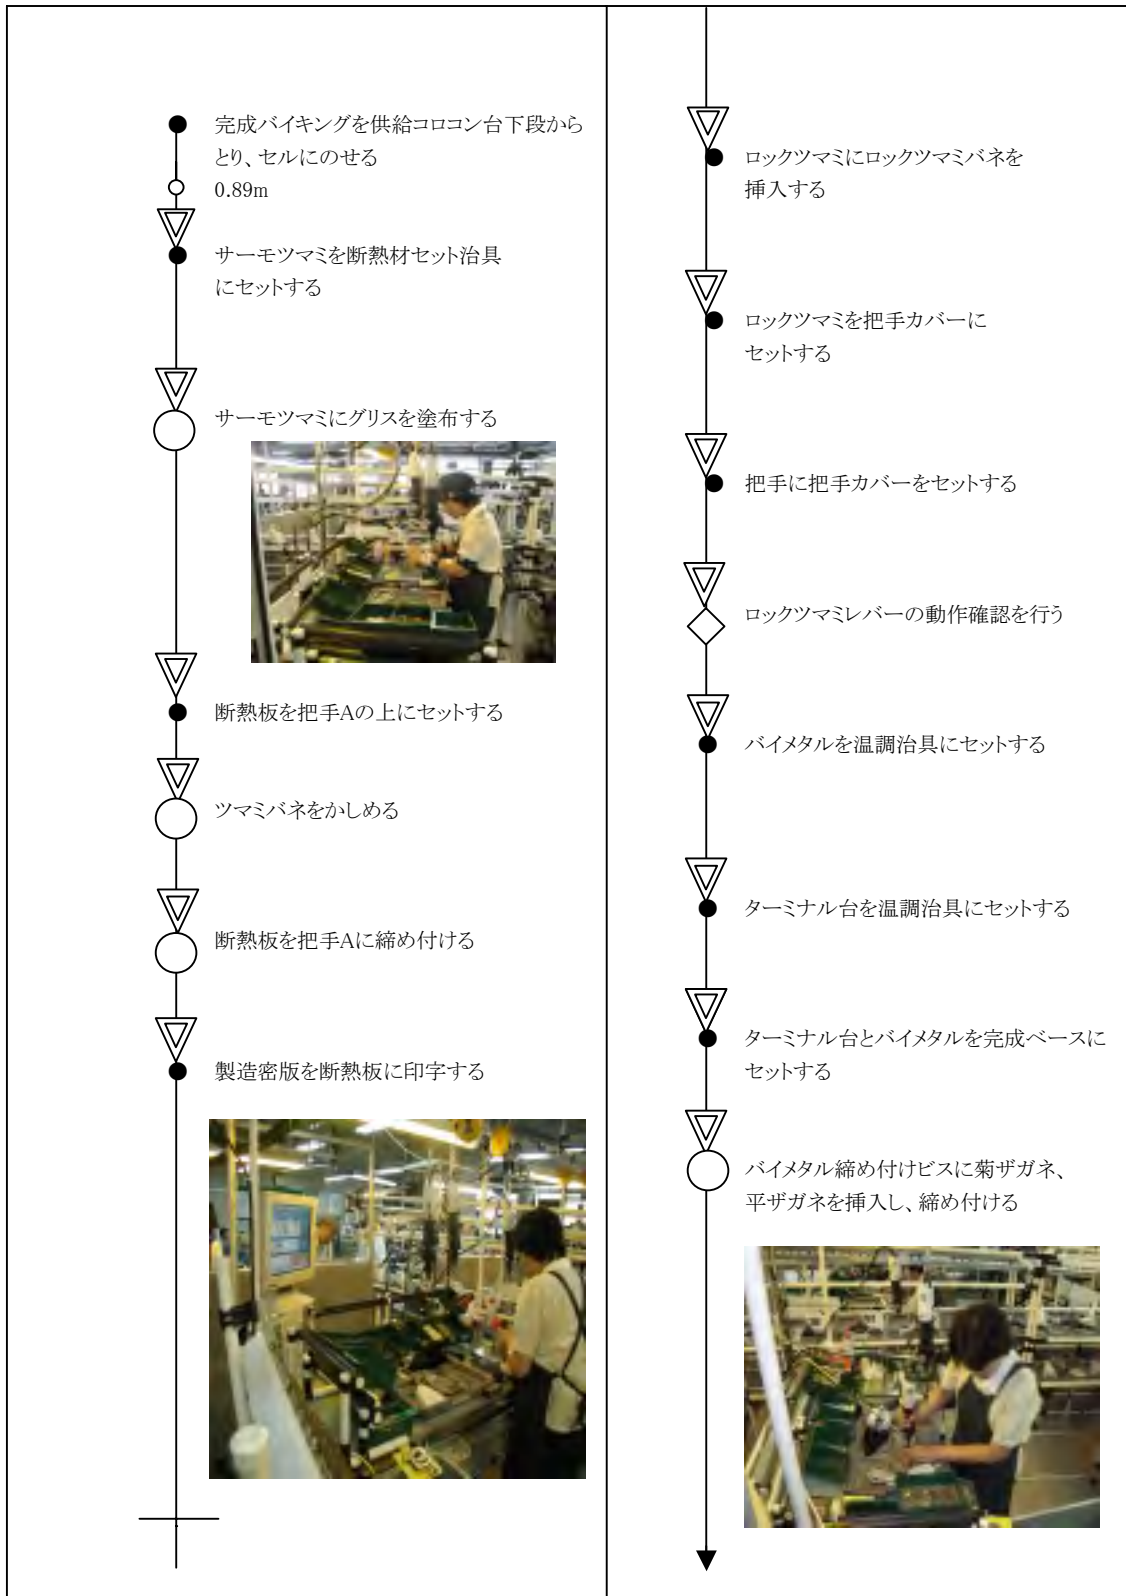 完成バイキングを供給コロコン台下段から
とり、セルにのせる
0.89m
サーモツマミを断熱材セット治具
にセットする
サーモツマミにグリスを塗布する
断熱板を把手Aの上にセットする
ツマミバネをかしめる
断熱板を把手Aに締め付ける
製造密版を断熱板に印字する
ロックツマミにロックツマミバネを
挿入する
ロックツマミを把手カバーに
セットする
把手に把手カバーをセットする
ロックツマミレバーの動作確認を行う
バイメタルを温調治具にセットする
ターミナル台を温調治具にセットする
ターミナル台とバイメタルを完成ベースに
セットする
バイメタル締め付けビスに菊ザガネ、
平ザガネを挿入し、締め付ける